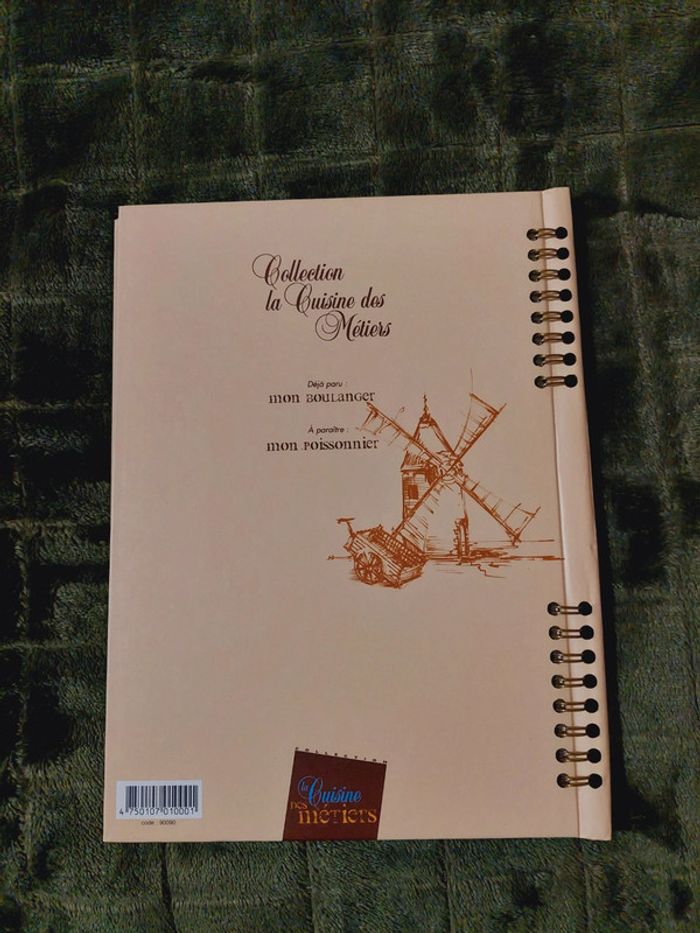 Collection
la Cuisine des
Métiers
Déjà paru :
mon BOULANGER
À paraître :
mon POISSONNIER
COLLECTION
la Cuisine
DES
MÉTIERS
4 750107 010001
code : 90090